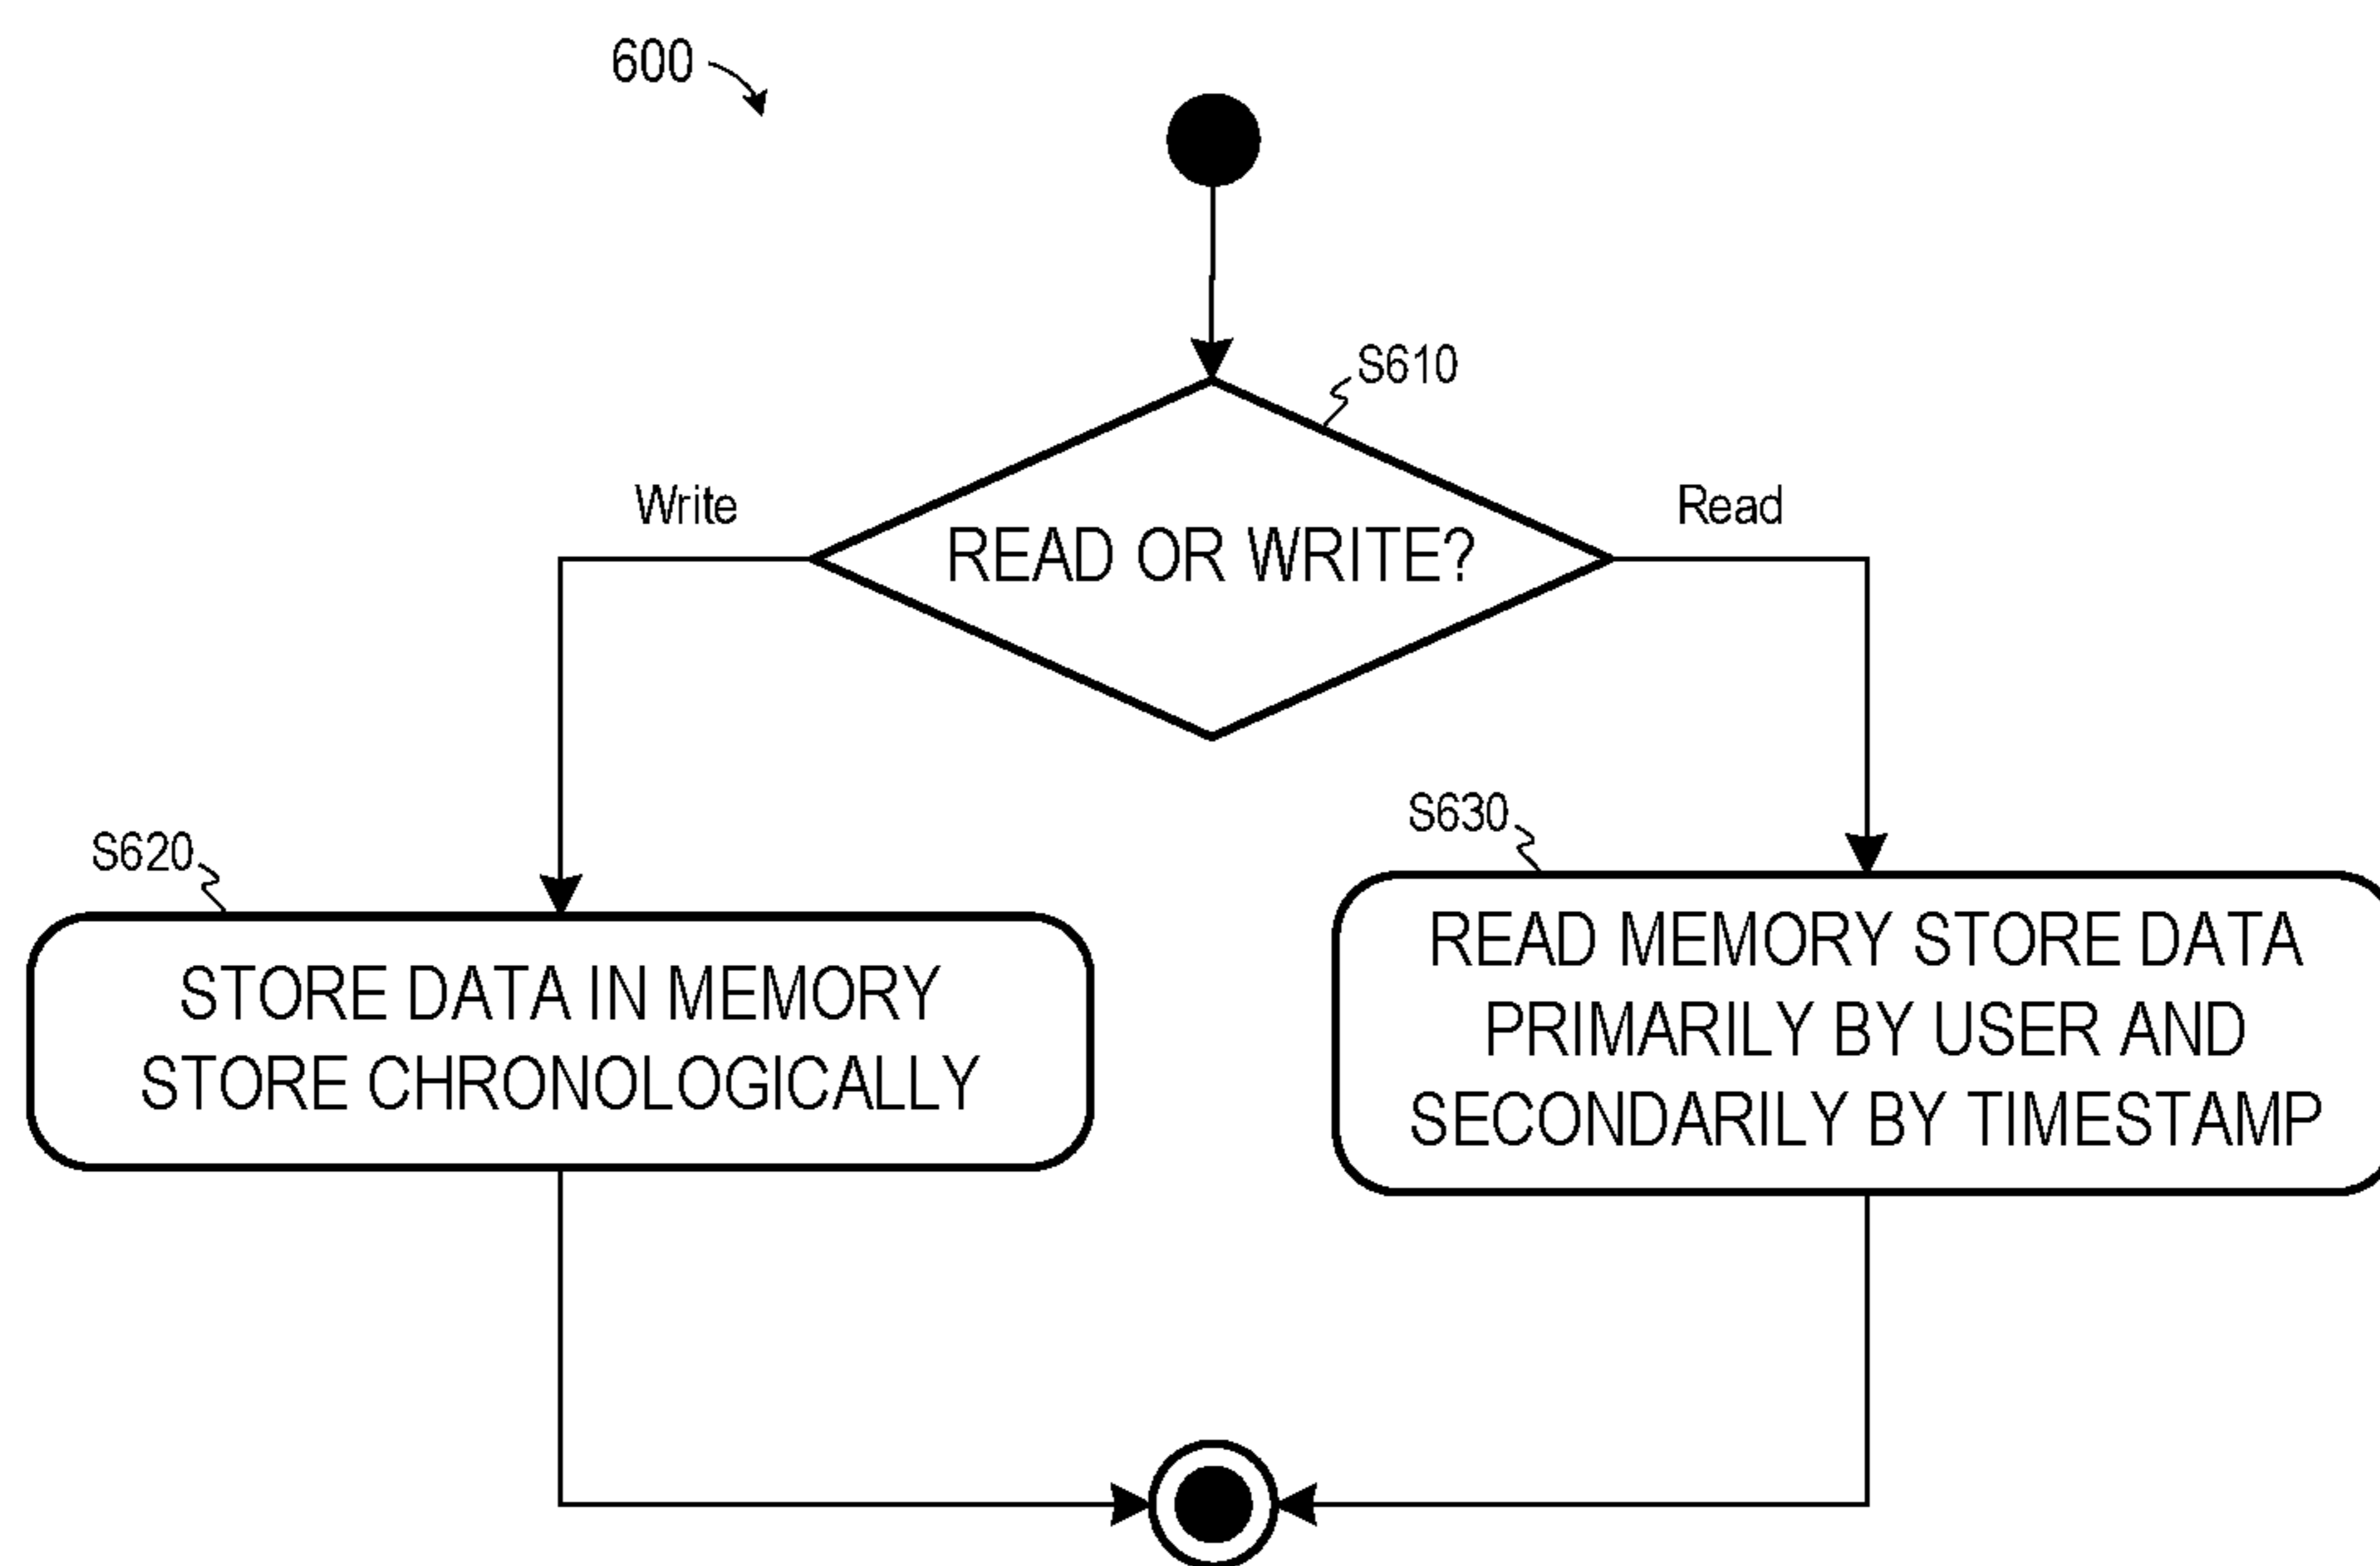 600
S610
Write
READ OR WRITE?
Read
S620
STORE DATA IN MEMORY
STORE CHRONOLOGICALLY
S630
READ MEMORY STORE DATA
PRIMARILY BY USER AND
SECONDARILY BY TIMESTAMP